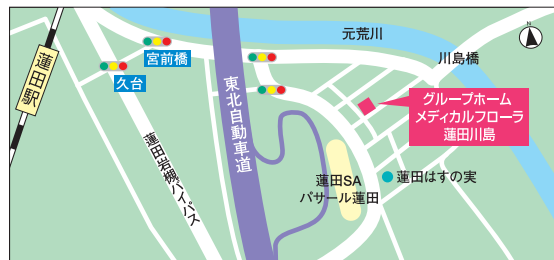 元荒川
N
川島橋
宮前橋
久台
蓮田駅
東北自動車道
グループホーム
メディカルフローラ
蓮田川島
蓮田岩槻バイパス
蓮田SA
パサール蓮田
蓮田はすの実